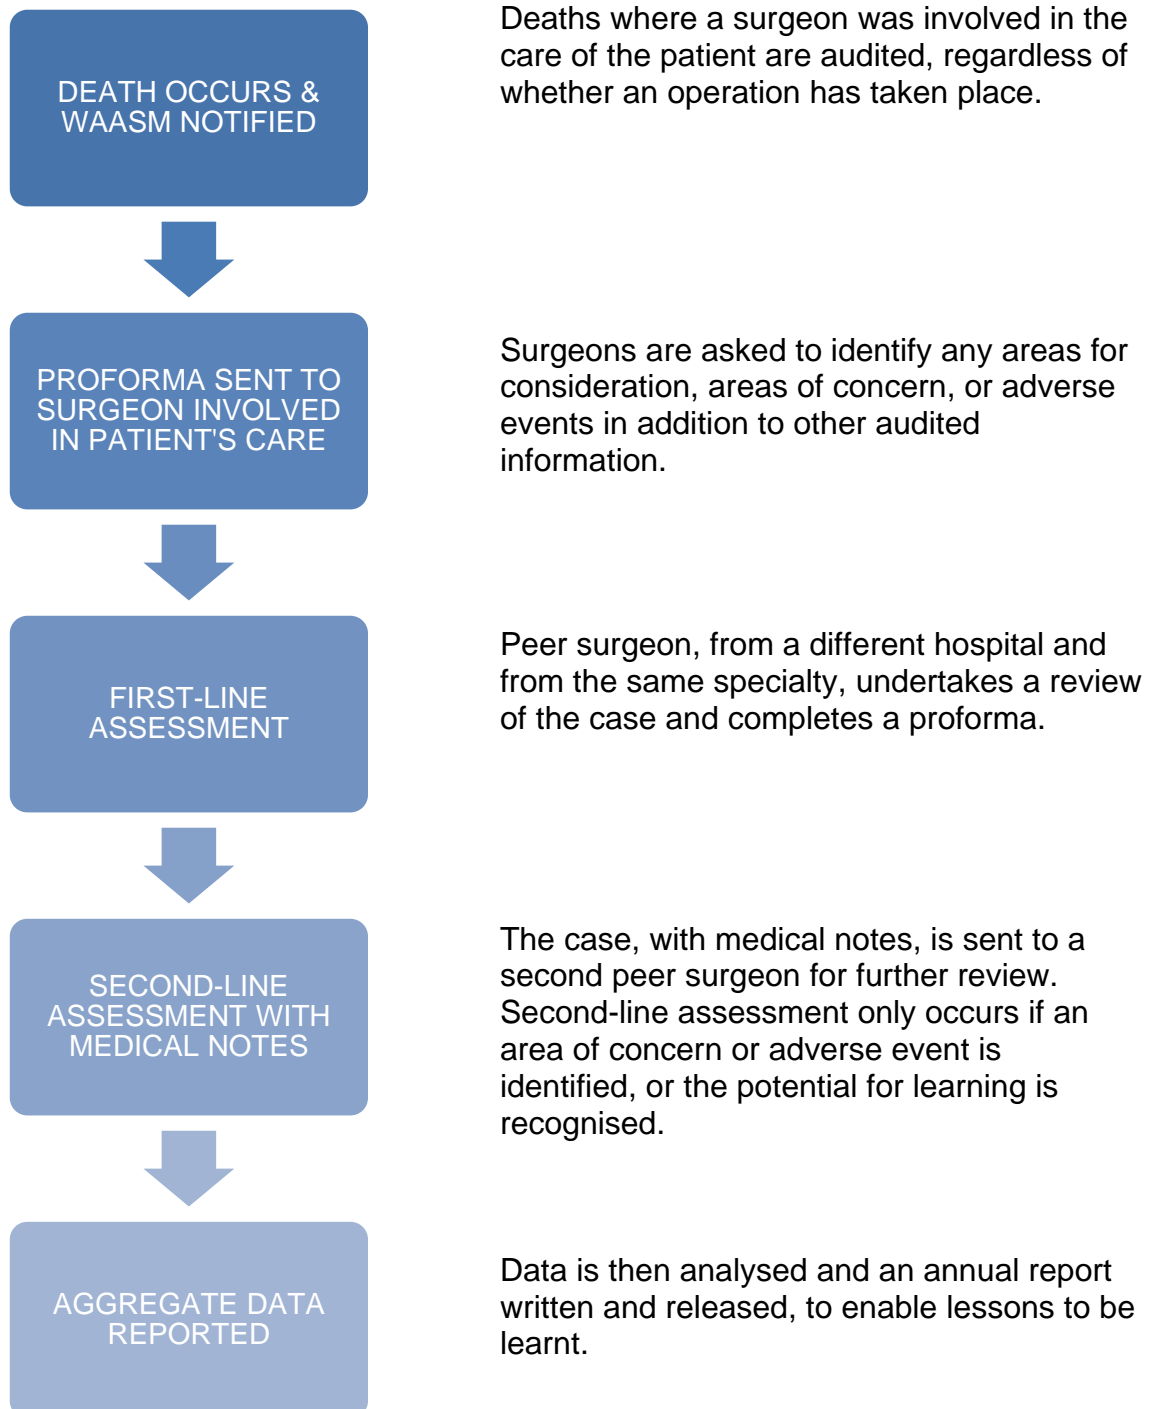 DEATH OCCURS &
WAASM NOTIFIED
Deaths where a surgeon was involved in the
care of the patient are audited, regardless of
whether an operation has taken place.
PROFORMA SENT TO
SURGEON INVOLVED
IN PATIENT'S CARE
Surgeons are asked to identify any areas for
consideration, areas of concern, or adverse
events in addition to other audited
information.
FIRST-LINE
ASSESSMENT
Peer surgeon, from a different hospital and
from the same specialty, undertakes a review
of the case and completes a proforma.
SECOND-LINE
ASSESSMENT WITH
MEDICAL NOTES
The case, with medical notes, is sent to a
second peer surgeon for further review.
Second-line assessment only occurs if an
area of concern or adverse event is
identified, or the potential for learning is
recognised.
AGGREGATE DATA
REPORTED
Data is then analysed and an annual report
written and released, to enable lessons to be
learnt.